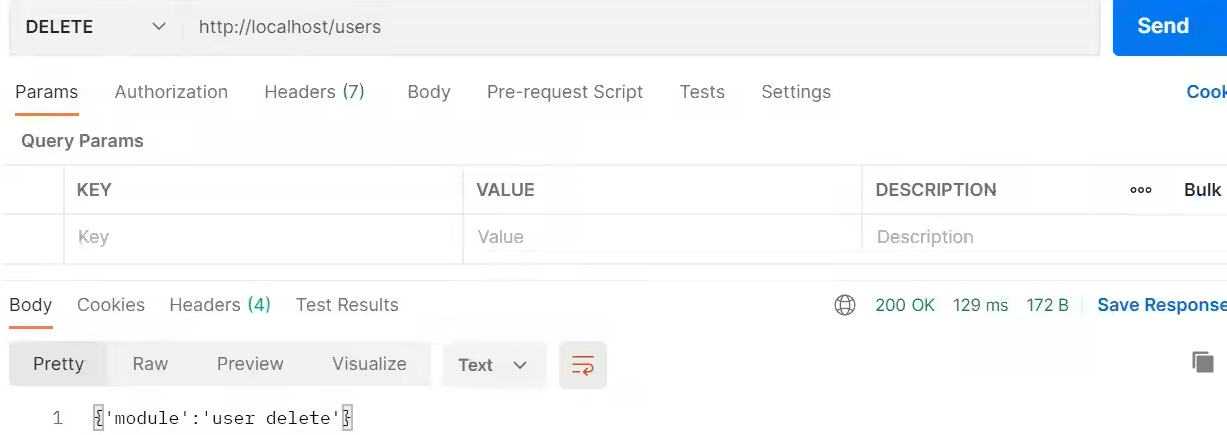 DELETE http://localhost/users Send
Params Authorization Headers (7) Body Pre-request Script Tests Settings Cook
Query Params
KEY VALUE DESCRIPTION ooo Bulk
Key Value Description
Body Cookies Headers (4) Test Results 200 OK 129 ms 172 B Save Response
Pretty Raw Preview Visualize Text
1 {'module':'user delete'}